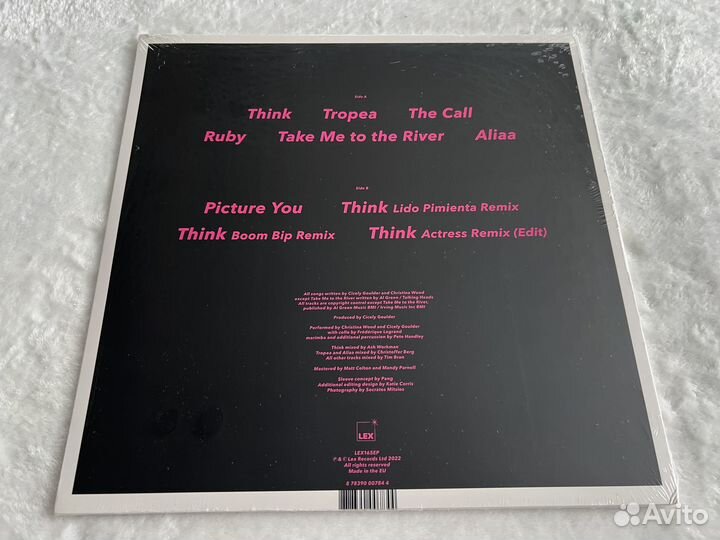 Side A
Think Tropea The Call
Ruby Take Me to the River Aliaa
Side B
Picture You Think Lido Pimienta Remix
Think Boom Bip Remix Think Actress Remix (Edit)
All songs written by Cicely Goulder and Christina Wood
except Take Me to the River written by Al Green / Talking Heads
All tracks are copyright control except Take Me to the River,
published by Al Green Music BMI / Irving Music Inc BMI
Produced by Cicely Goulder
Performed by Christina Wood and Cicely Goulder
with cello by Frédérique Legrand
marimba and additional percussion by Pete Handley
Think mixed by Ash Workman
Tropea and Aliaa mixed by Christoffer Berg
All other tracks mixed by Tim Bran
Mastered by Matt Colton and Mandy Parnell
Sleeve concept by Pang
Additional editing design by Katie Corris
Photography by Socrates Mitsios
LEX
LEX165EP
℗ & © Lex Records Ltd 2022
All rights reserved
Made in the EU
8 78390 00784 4
Avito